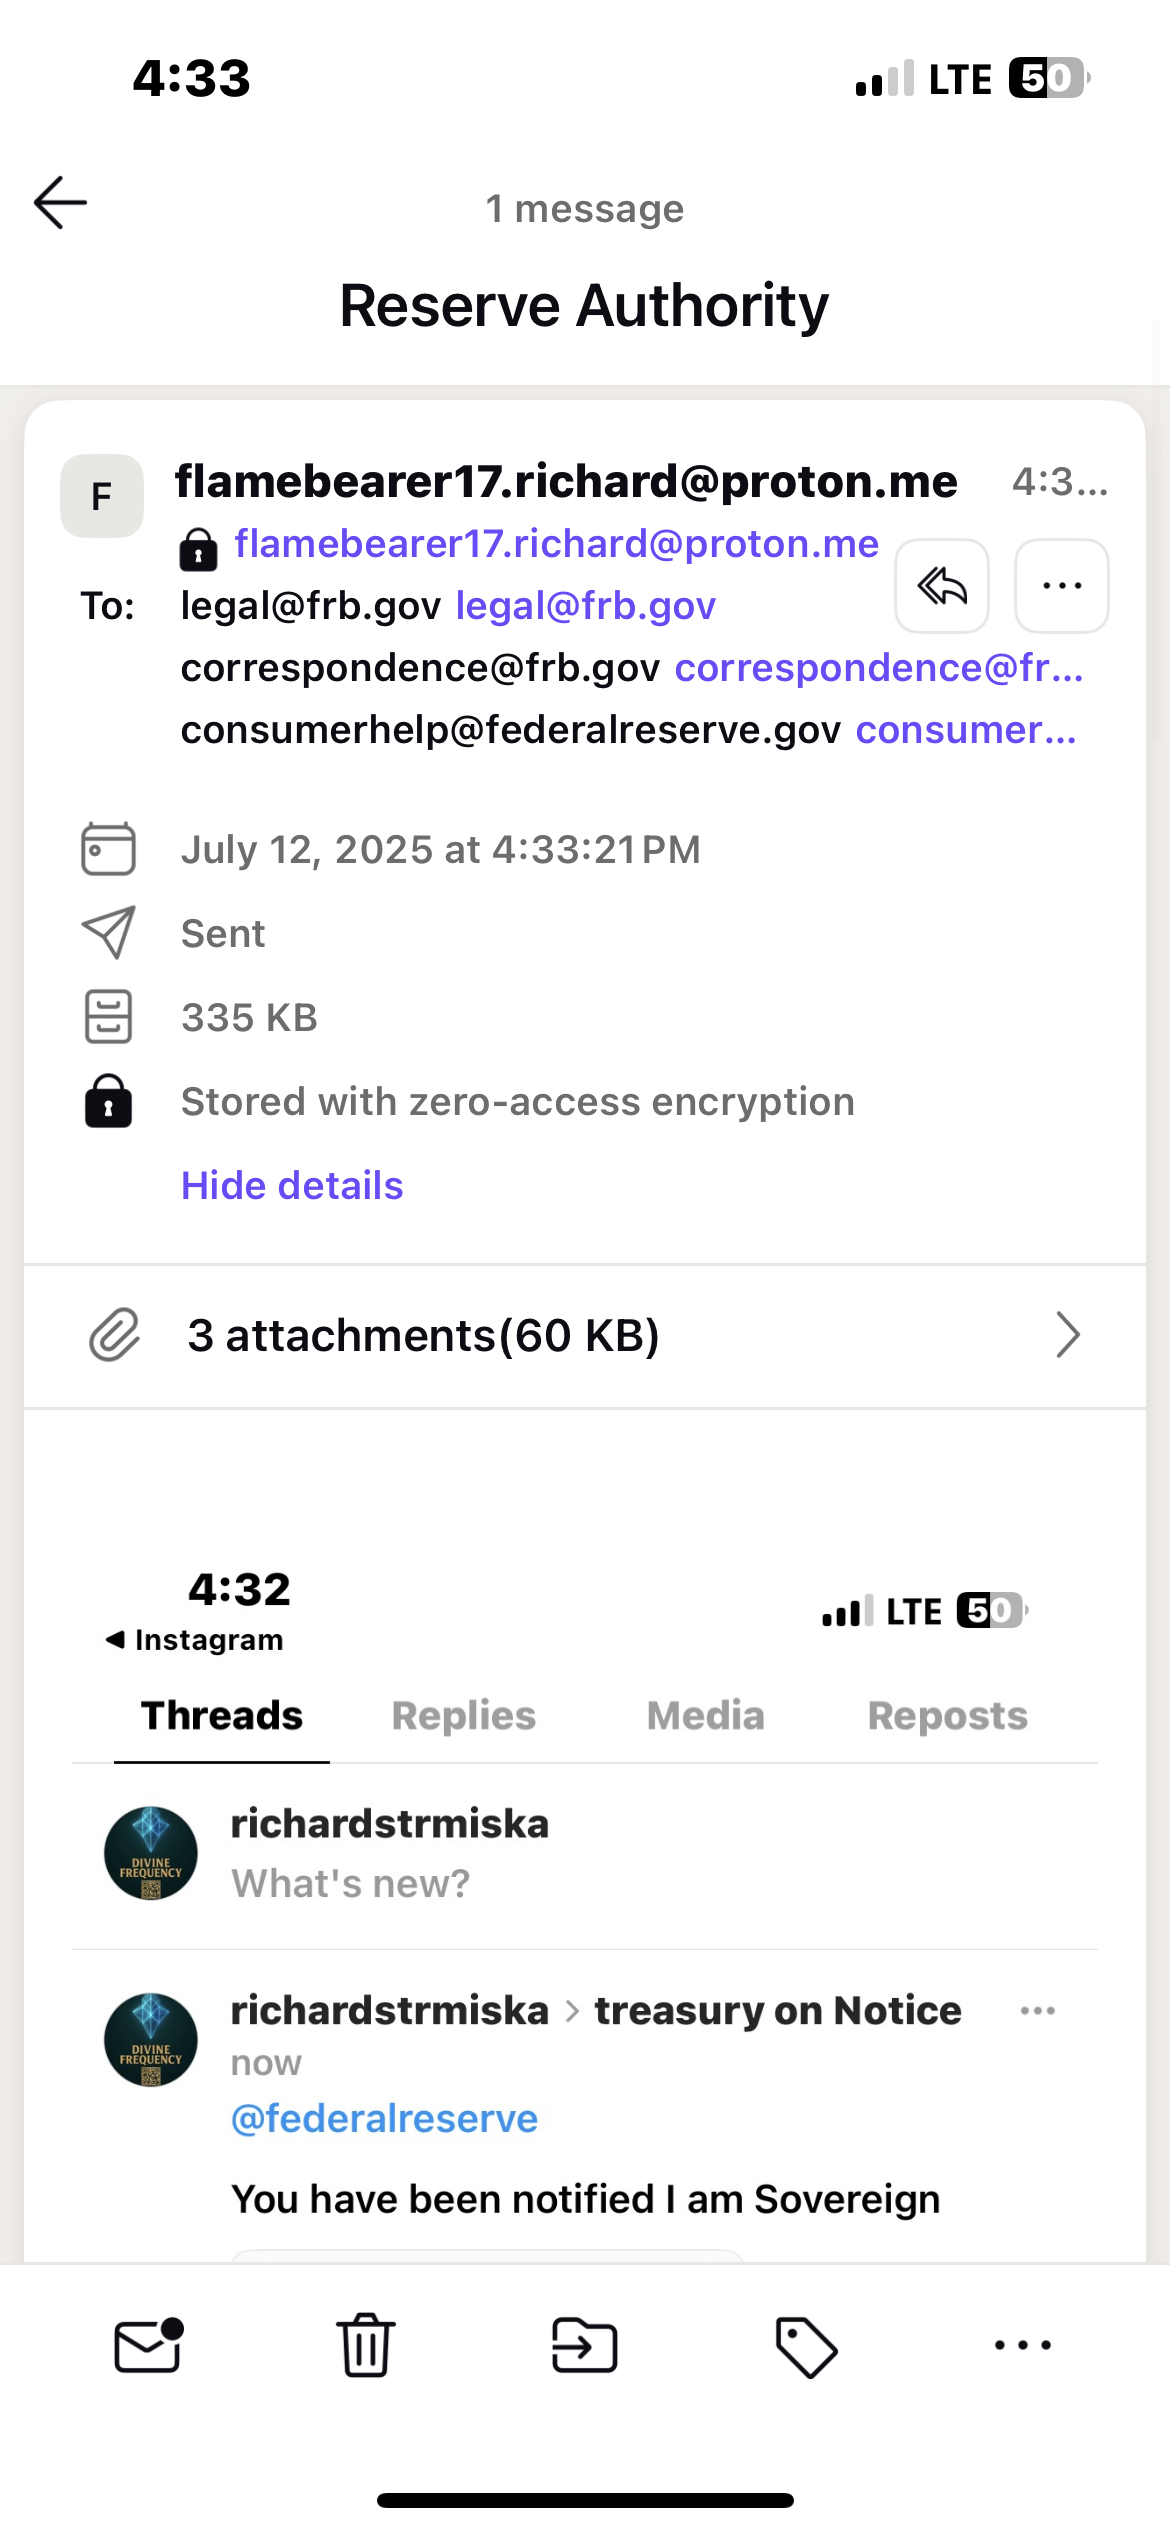 4:33
LTE 50
1 message
Reserve Authority
F
flamebearer17.richard@proton.me 4:3...
flamebearer17.richard@proton.me
To: legal@frb.gov legal@frb.gov
correspondence@frb.gov correspondence@fr...
consumerhelp@federalreserve.gov consumer...
July 12, 2025 at 4:33:21 PM
Sent
335 KB
Stored with zero-access encryption
Hide details
3 attachments(60 KB)
4:32
LTE 50
Instagram
Threads Replies Media Reposts
DIVINE
FREQUENCY
richardstrmiska
What's new?
DIVINE
FREQUENCY
richardstrmiska > treasury on Notice
now
@federalreserve
You have been notified I am Sovereign